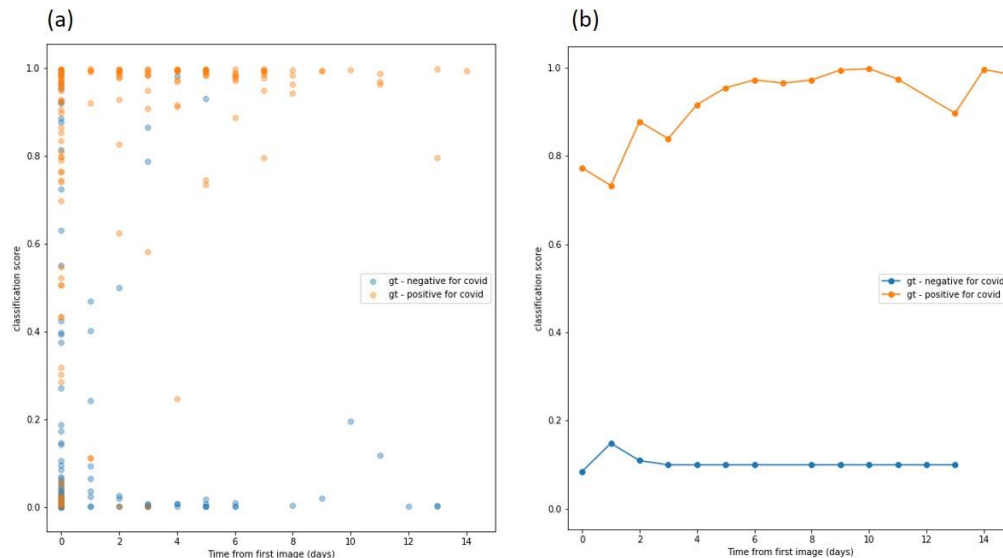 (a)
(b)
1.0
0.8
0.6
0.4
0.2
0.0
classification score
gt - negative for covid
gt - positive for covid
0 2 4 6 8 10 12 14
Time from first image (days)
1.0
0.8
0.6
0.4
0.2
0.0
classification score
gt - negative for covid
gt - positive for covid
0 2 4 6 8 10 12 14
Time from first image (days)